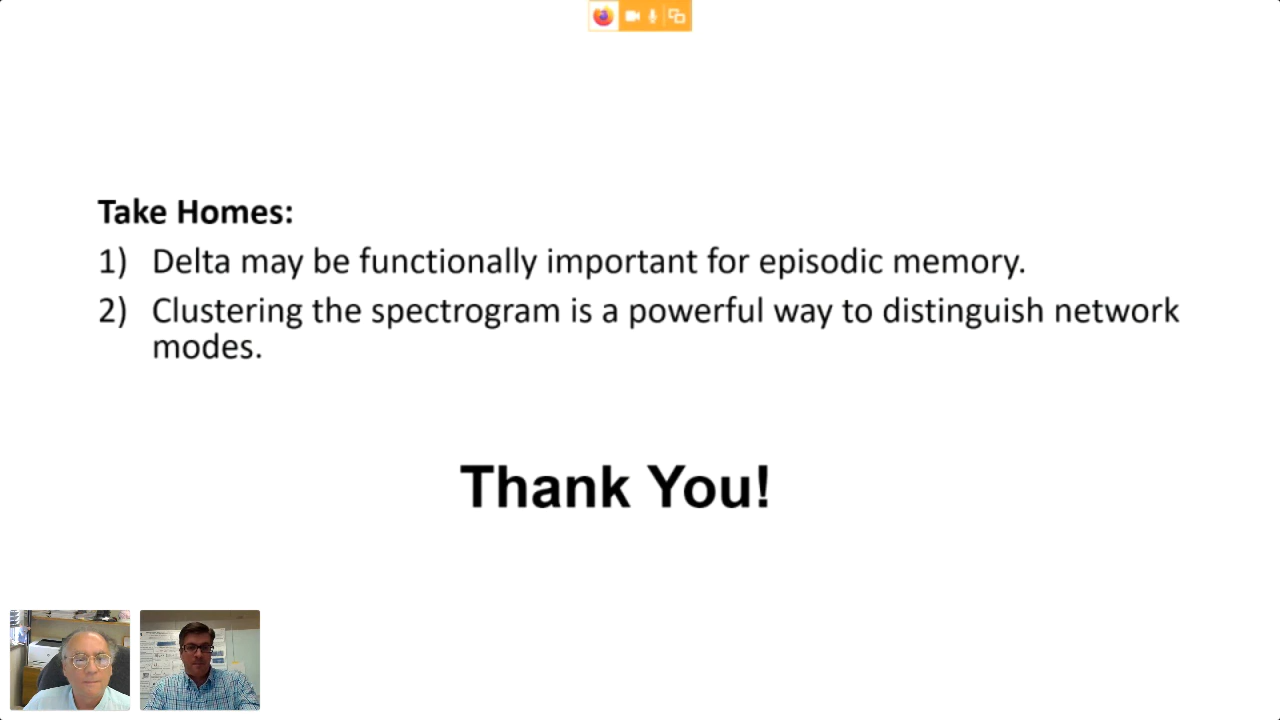 Take Homes:
1) Delta may be functionally important for episodic memory.
2) Clustering the spectrogram is a powerful way to distinguish network
modes.
Thank You!